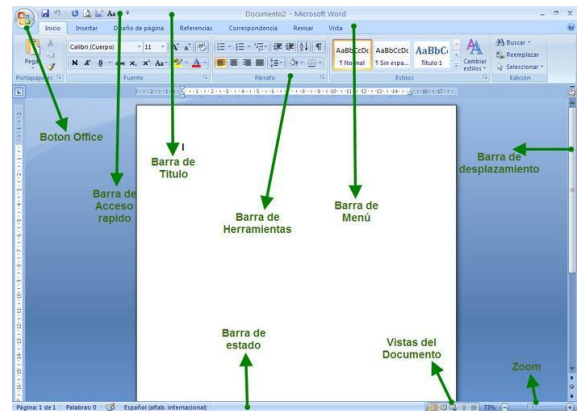 Documento2 - Microsoft Word
Inicio Insertar Diseño de página Referencias Correspondencia Revisar Vista
Calibri (Cuerpo) 11
AaBbCcDc AaBbCcDc AaBbC
Pegar
N K S
¶ Normal ¶ Sin espa... Título 1
Cambiar estilos
Buscar
Reemplazar
Seleccionar
Portapapeles Fuente Párrafo Estilos Edición
Boton Office
Barra de
Titulo
Barra de
desplazamiento
Barra de
Acceso
rapido
Barra de
Herramientas
Barra de
Menú
Barra de
estado
Vistas del
Documento
Zoom
Página: 1 de 1 Palabras: 0 Español (alfab. internacional) 73%